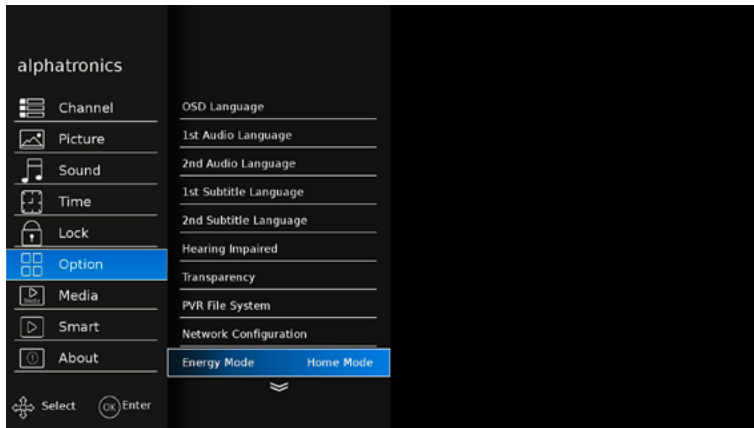 alphatronics
Channel
Picture
Sound
Time
Lock
Option
Media
Smart
About
Select OK Enter
OSD Language
1st Audio Language
2nd Audio Language
1st Subtitle Language
2nd Subtitle Language
Hearing Impaired
Transparency
PVR File System
Network Configuration
Energy Mode Home Mode